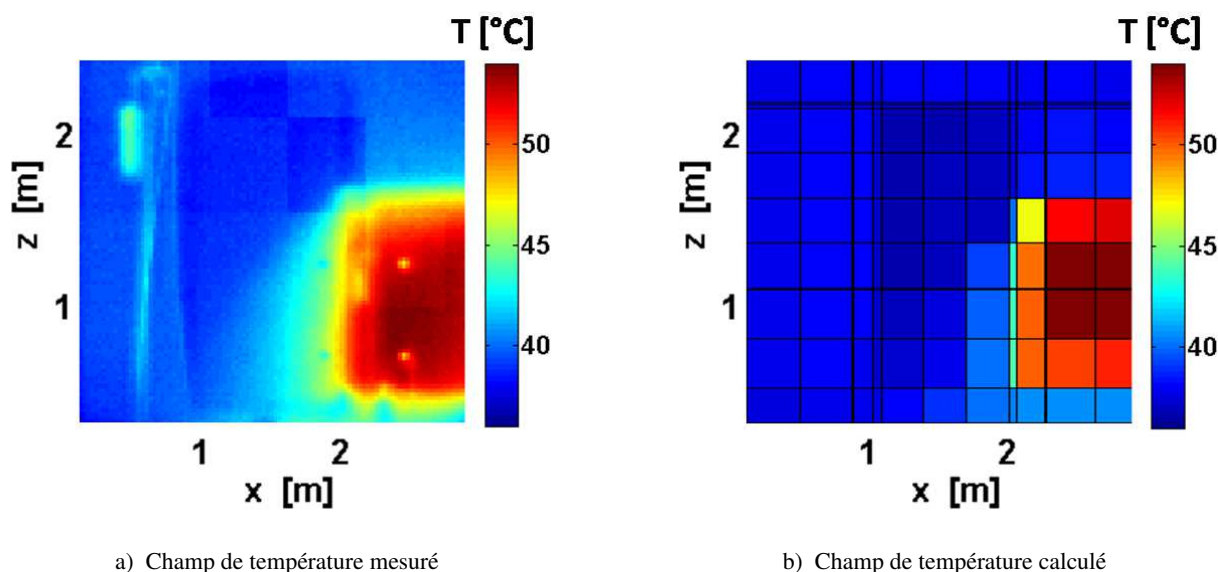 T [°C]
T [°C]
50
45
40
2
1
z [m]
1
2
x [m]
50
45
40
2
1
z [m]
1
2
x [m]
a) Champ de température mesuré
b) Champ de température calculé